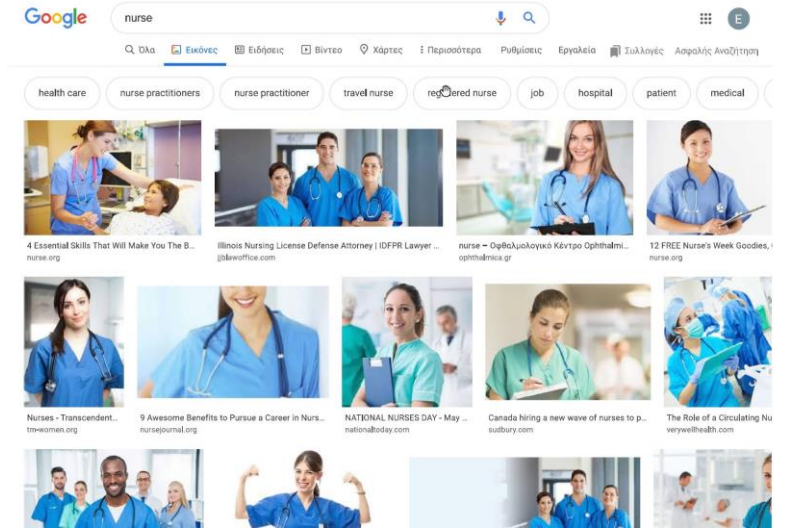 Google
nurse
E
Όλα Εικόνες Ειδήσεις Βίντεο Χάρτες Περισσότερα Ρυθμίσεις Εργαλεία Συλλογές Ασφαλής Αναζήτηση
health care nurse practitioners nurse practitioner travel nurse registered nurse job hospital patient medical
4 Essential Skills That Will Make You The B... Illinois Nursing License Defense Attorney | IDFPR Lawyer ... nurse – Οφθαλμολογικό Κέντρο Ophthalmi... 12 FREE Nurse's Week Goodies,
nurse.org jjblawoffice.com ophthalmica.gr nurse.org
Nurses - Transcendent... 9 Awesome Benefits to Pursue a Career in Nurs... NATIONAL NURSES DAY - May ... Canada hiring a new wave of nurses to p... The Role of a Circulating Nu
tm-women.org nursejournal.org nationaltoday.com sudbury.com verywellhealth.com